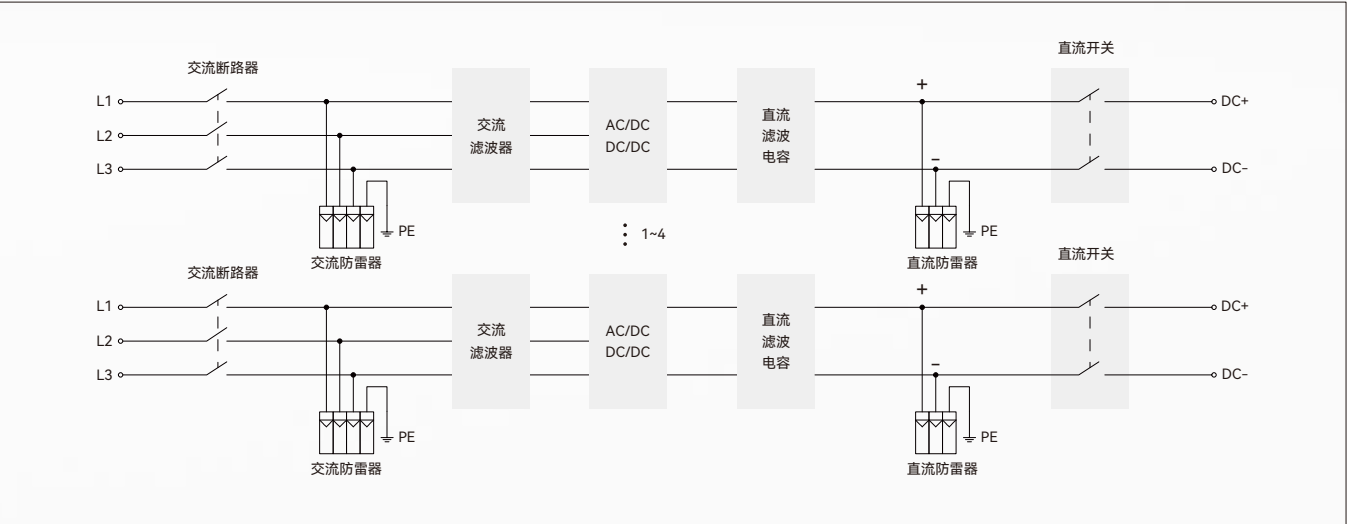 直流开关
交流断路器
+
L1
DC+
交流
滤波器
AC/DC
DC/DC
直流
滤波
电容
L2
L3
-
DC-
PE
PE
1~4
交流防雷器
直流防雷器
直流开关
交流断路器
+
L1
DC+
交流
滤波器
AC/DC
DC/DC
直流
滤波
电容
L2
L3
-
DC-
PE
PE
交流防雷器
直流防雷器